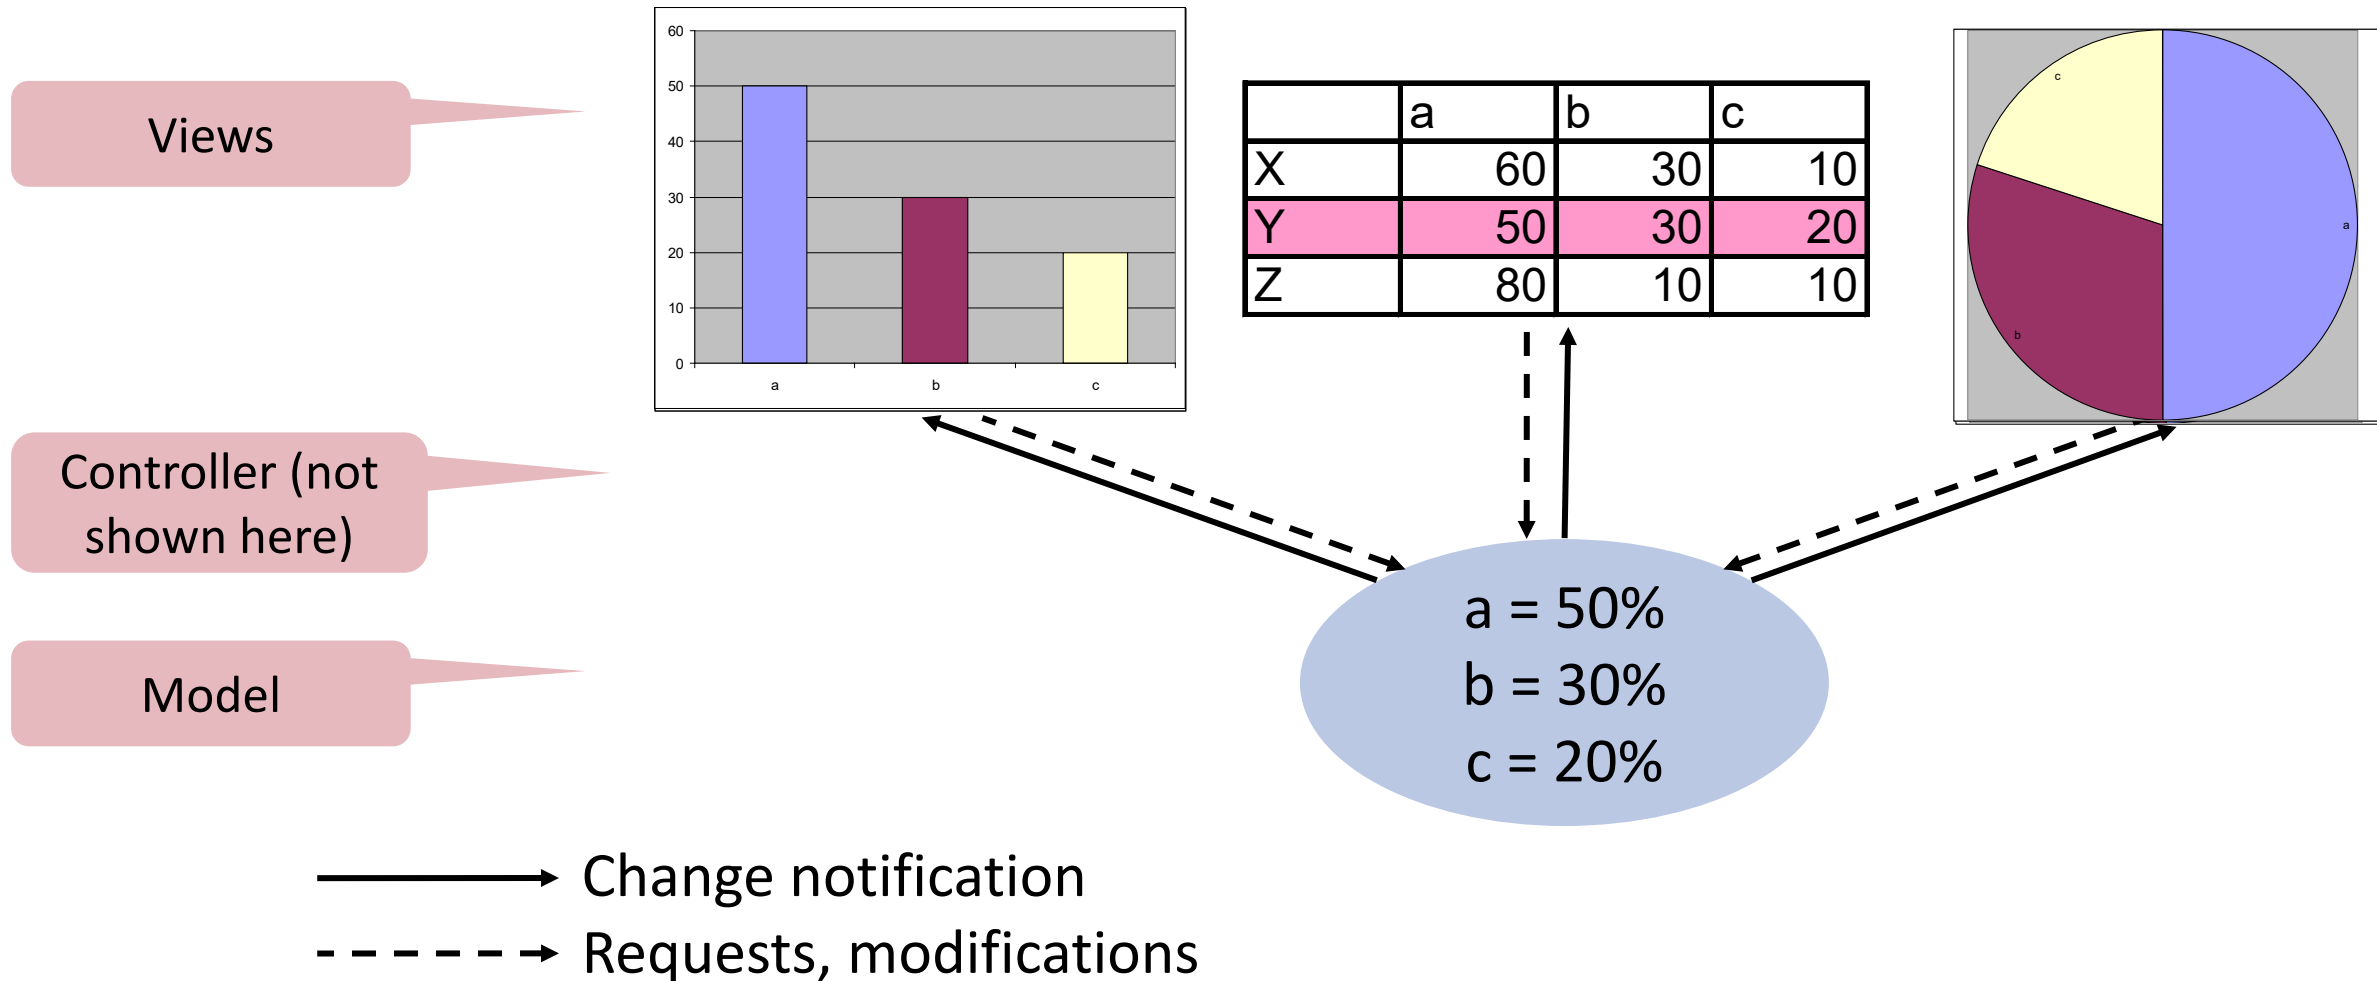 Views
60
50
40
30
20
10
0
a b c
a b c
X 60 30 10
Y 50 30 20
Z 80 10 10
c
a
b
Controller (not
shown here)
Model
a = 50%
b = 30%
c = 20%
Change notification
Requests, modifications